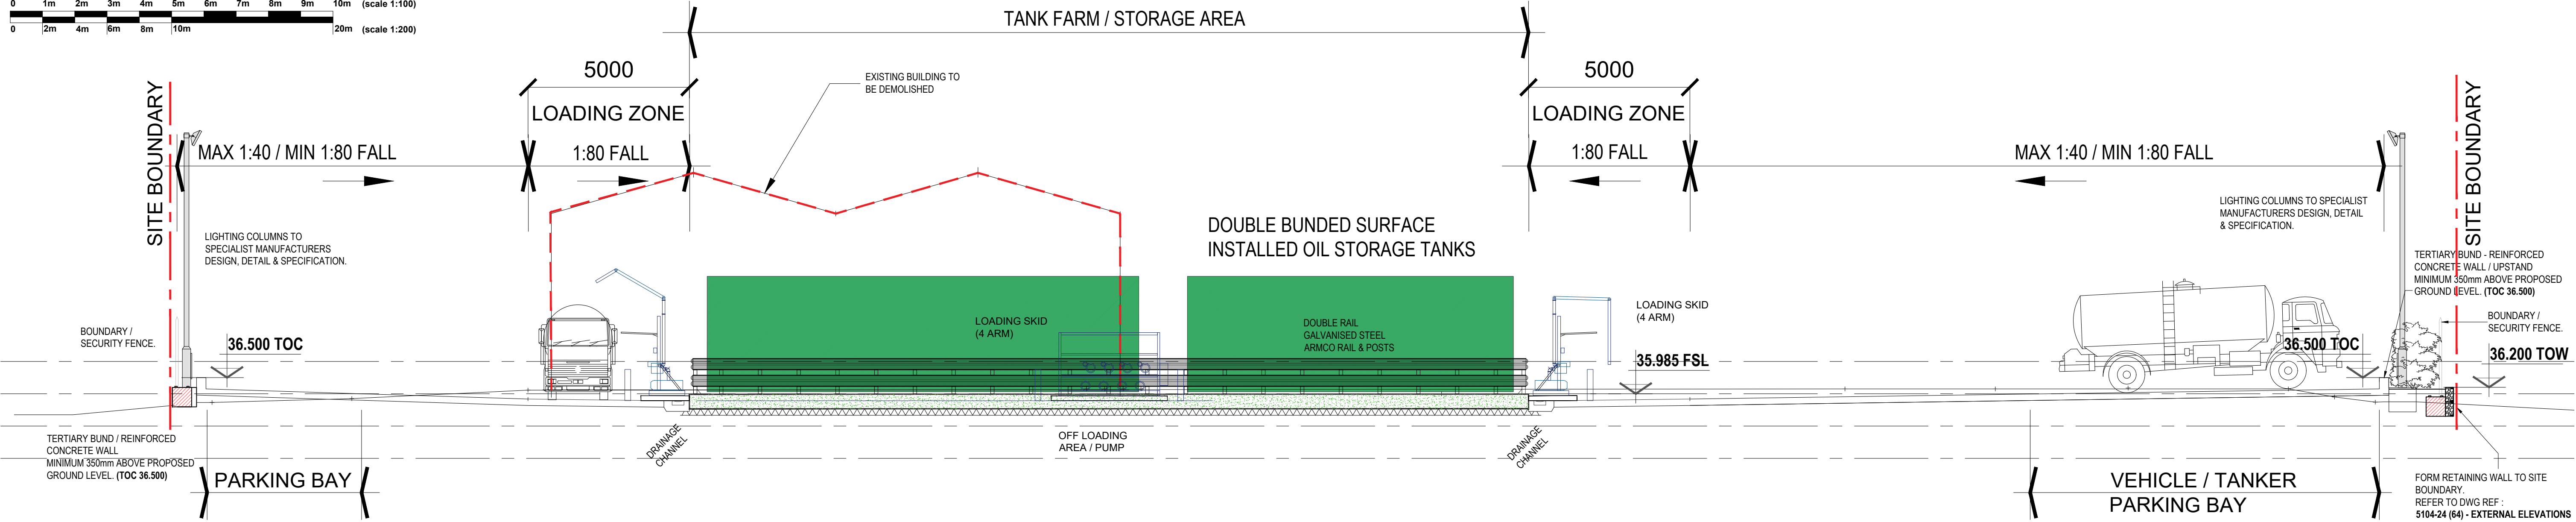 0 1m 2m 3m 4m 5m 6m 7m 8m 9m 10m (scale 1:100)
0 2m 4m 6m 8m 10m 20m (scale 1:200)
TANK FARM / STORAGE AREA
5000
LOADING ZONE
5000
LOADING ZONE
EXISTING BUILDING TO
BE DEMOLISHED
SITE BOUNDARY
MAX 1:40 / MIN 1:80 FALL
1:80 FALL
1:80 FALL
MAX 1:40 / MIN 1:80 FALL
SITE BOUNDARY
LIGHTING COLUMNS TO
SPECIALIST MANUFACTURERS
DESIGN, DETAIL & SPECIFICATION.
DOUBLE BUNDED SURFACE
INSTALLED OIL STORAGE TANKS
LIGHTING COLUMNS TO SPECIALIST
MANUFACTURERS DESIGN, DETAIL
& SPECIFICATION.
TERTIARY BUND - REINFORCED
CONCRETE WALL / UPSTAND
MINIMUM 350mm ABOVE PROPOSED
GROUND LEVEL. (TOC 36.500)
BOUNDARY /
SECURITY FENCE.
36.500 TOC
LOADING SKID
(4 ARM)
DOUBLE RAIL
GALVANISED STEEL
ARMCO RAIL & POSTS
LOADING SKID
(4 ARM)
35.985 FSL
36.500 TOC
BOUNDARY /
SECURITY FENCE.
36.200 TOW
TERTIARY BUND / REINFORCED
CONCRETE WALL
MINIMUM 350mm ABOVE PROPOSED
GROUND LEVEL. (TOC 36.500)
PARKING BAY
DRAINAGE
CHANNEL
OFF LOADING
AREA / PUMP
DRAINAGE
CHANNEL
VEHICLE / TANKER
PARKING BAY
FORM RETAINING WALL TO SITE
BOUNDARY.
REFER TO DWG REF :
5104-24 (64) - EXTERNAL ELEVATIONS